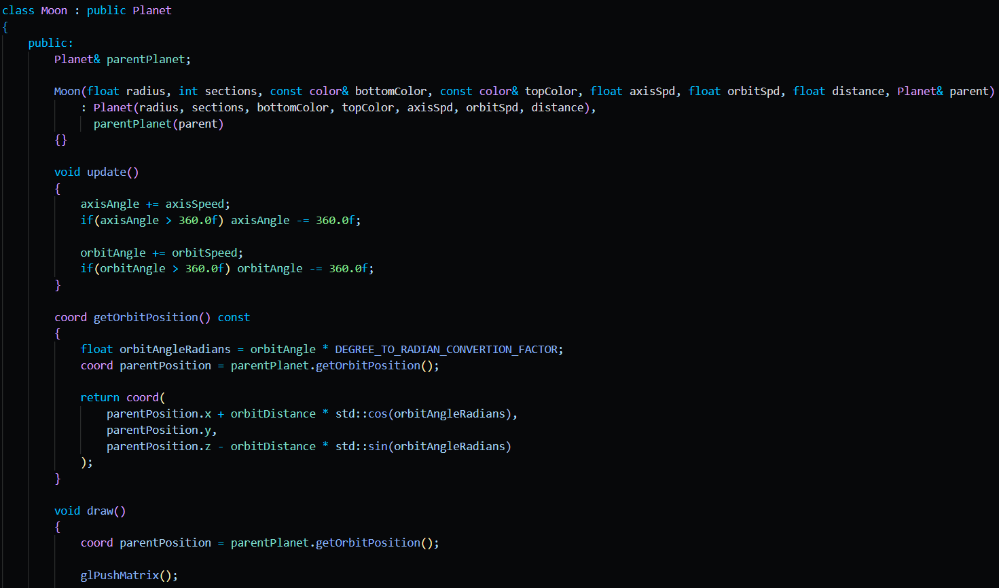 class Moon : public Planet
{
    public:
        Planet& parentPlanet;

        Moon(float radius, int sections, const color& bottomColor, const color& topColor, float axisSpd, float orbitSpd, float distance, Planet& parent)
            : Planet(radius, sections, bottomColor, topColor, axisSpd, orbitSpd, distance),
              parentPlanet(parent)
        {}

        void update()
        {
            axisAngle += axisSpeed;
            if(axisAngle > 360.0f) axisAngle -= 360.0f;

            orbitAngle += orbitSpeed;
            if(orbitAngle > 360.0f) orbitAngle -= 360.0f;
        }

        coord getOrbitPosition() const
        {
            float orbitAngleRadians = orbitAngle * DEGREE_TO_RADIAN_CONVERTION_FACTOR;
            coord parentPosition = parentPlanet.getOrbitPosition();

            return coord(
                parentPosition.x + orbitDistance * std::cos(orbitAngleRadians),
                parentPosition.y,
                parentPosition.z - orbitDistance * std::sin(orbitAngleRadians)
            );
        }

        void draw()
        {
            coord parentPosition = parentPlanet.getOrbitPosition();

            glPushMatrix();